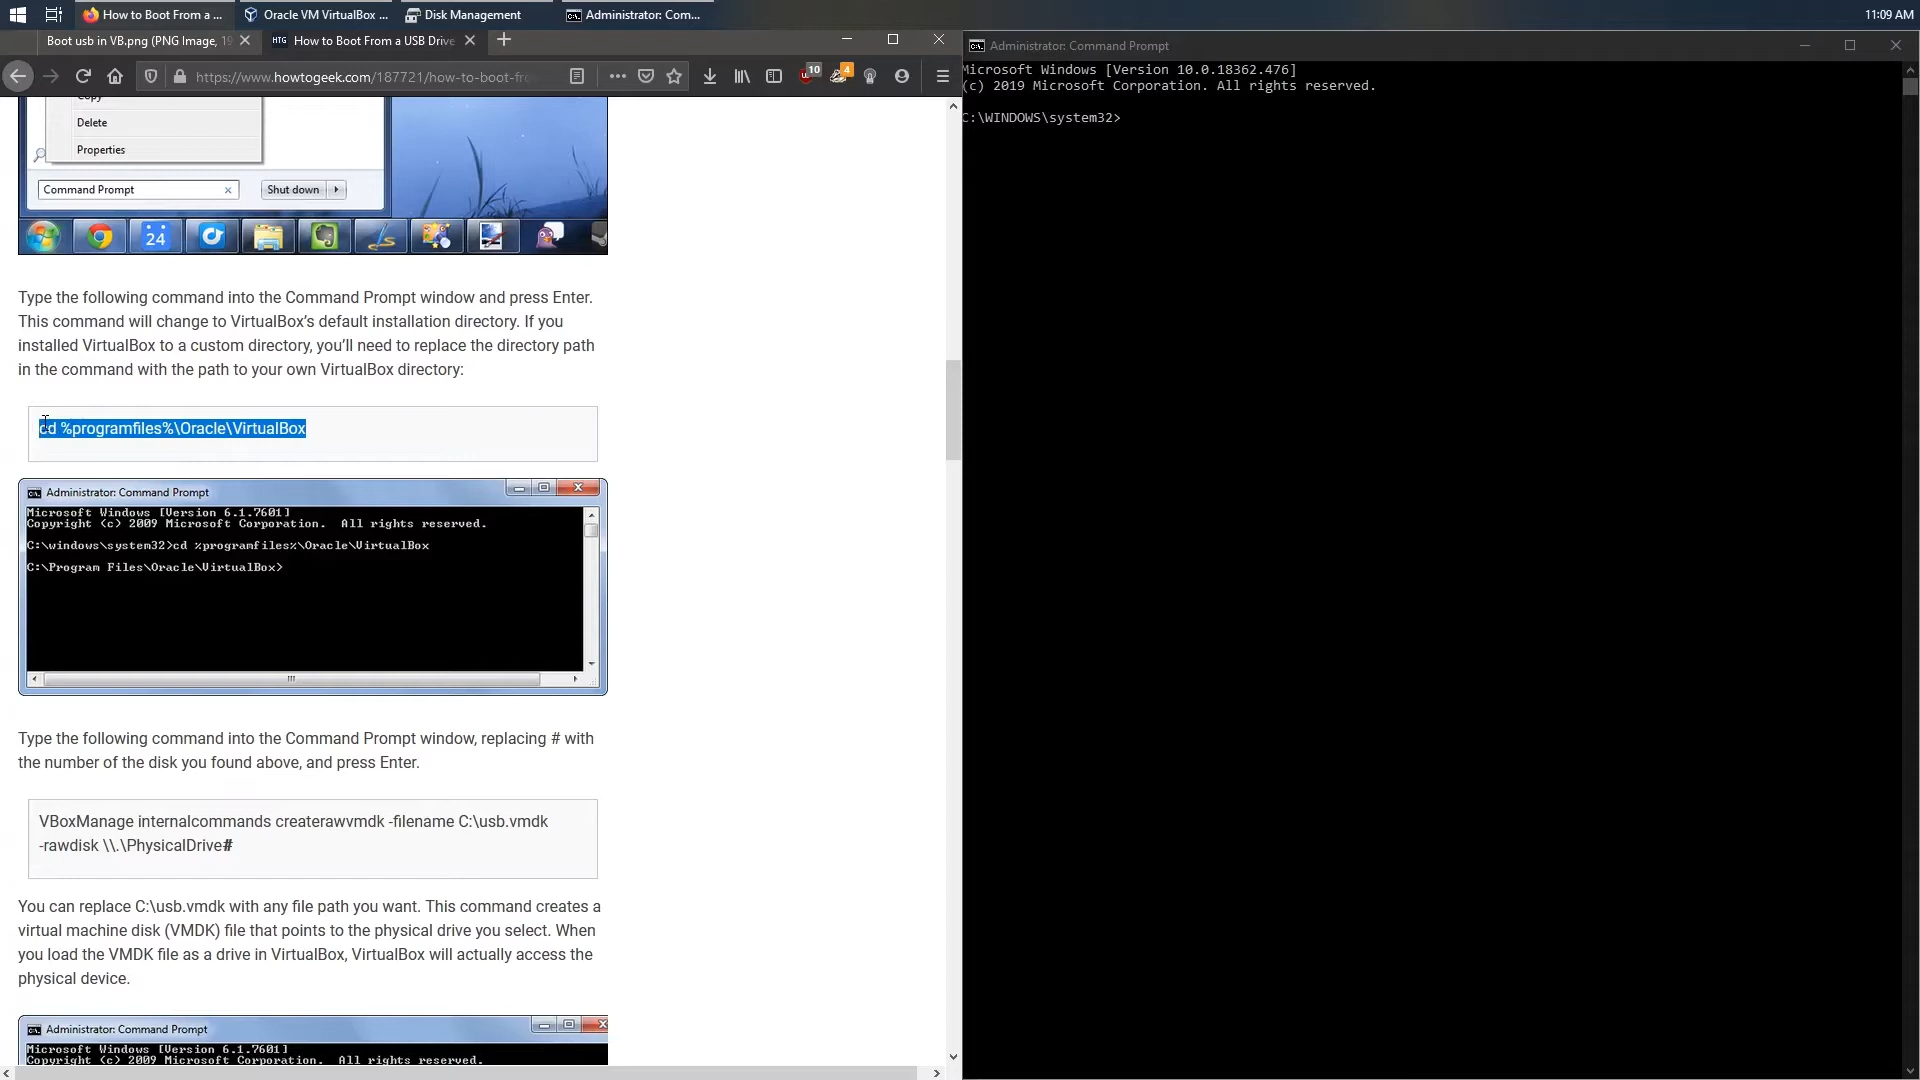 How to Boot From a ...
Oracle VM VirtualBox ...
Disk Management
Administrator: Com...
11:09 AM
Boot usb in VB.png (PNG Image, 19
HTG How to Boot From a USB Drive
https://www.howtogeek.com/187721/how-to-boot-fro
10
4
Copy
Delete
Properties
Command Prompt
Shut down
24
Type the following command into the Command Prompt window and press Enter.
This command will change to VirtualBox’s default installation directory. If you
installed VirtualBox to a custom directory, you’ll need to replace the directory path
in the command with the path to your own VirtualBox directory:
cd %programfiles%\Oracle\VirtualBox
Administrator: Command Prompt
Microsoft Windows [Version 6.1.7601]
Copyright (c) 2009 Microsoft Corporation. All rights reserved.
C:\windows\system32>cd %programfiles%\Oracle\VirtualBox
C:\Program Files\Oracle\VirtualBox>
Type the following command into the Command Prompt window, replacing # with
the number of the disk you found above, and press Enter.
VBoxManage internalcommands createrawvmdk -filename C:\usb.vmdk
-rawdisk \\.\PhysicalDrive#
You can replace C:\usb.vmdk with any file path you want. This command creates a
virtual machine disk (VMDK) file that points to the physical drive you select. When
you load the VMDK file as a drive in VirtualBox, VirtualBox will actually access the
physical device.
Administrator: Command Prompt
Microsoft Windows [Version 6.1.7601]
Copyright (c) 2009 Microsoft Corporation. All rights reserved.
Administrator: Command Prompt
Microsoft Windows [Version 10.0.18362.476]
(c) 2019 Microsoft Corporation. All rights reserved.
C:\WINDOWS\system32>